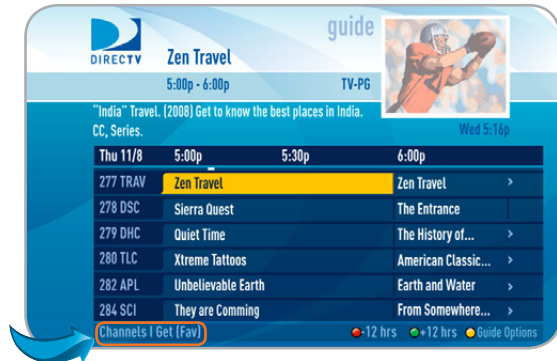 guide
DIRECTV
Zen Travel
5:00p - 6:00p TV-PG
"India" Travel. (2008) Get to know the best places in India.
CC, Series.
Wed 5:16p
Thu 11/8 5:00p 5:30p 6:00p
277 TRAV Zen Travel Zen Travel >
278 DSC Sierra Quest The Entrance
279 DHC Quiet Time The History of... >
280 TLC Xtreme Tattoos American Classic... >
282 APL Unbelievable Earth Earth and Water >
284 SCI They are Comming From Somewhere... >
Channels I Get (Fav) -12 hrs +12 hrs Guide Options